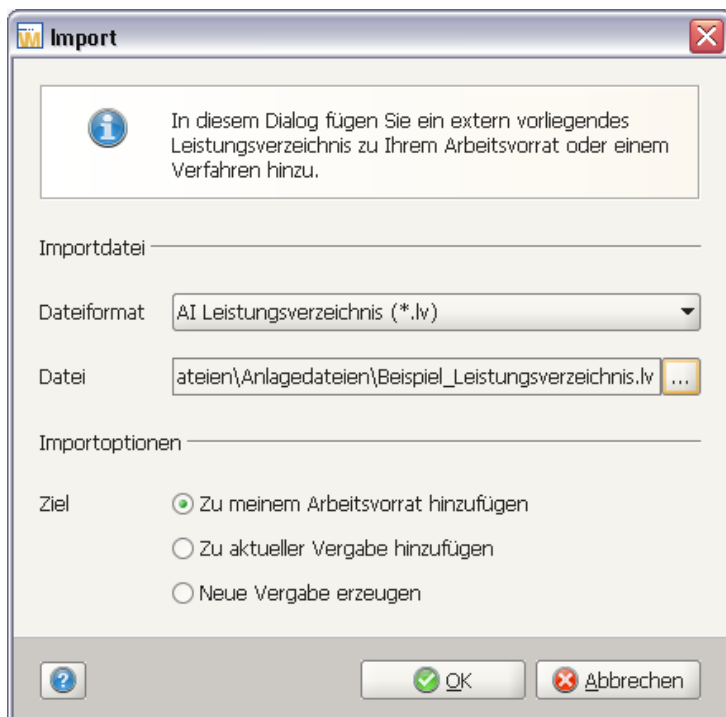 Import
In diesem Dialog fügen Sie ein extern vorliegendes
Leistungsverzeichnis zu Ihrem Arbeitsvorrat oder einem
Verfahren hinzu.
Importdatei
Dateiformat AI Leistungsverzeichnis (*.lv)
Datei ateien\Anlagedateien\Beispiel_Leistungsverzeichnis.lv ...
Importoptionen
Ziel Zu meinem Arbeitsvorrat hinzufügen
Zu aktueller Vergabe hinzufügen
Neue Vergabe erzeugen
? OK Abbrechen